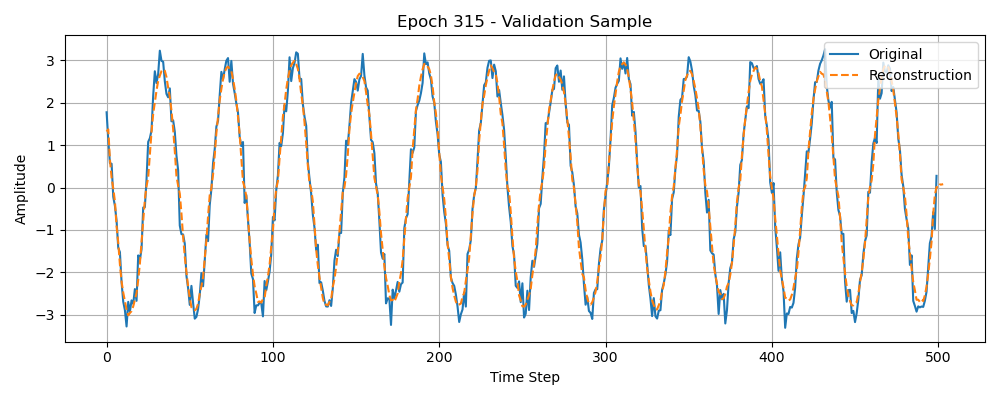 Epoch 315 - Validation Sample
Original
Reconstruction
Amplitude
3
2
1
0
−1
−2
−3
0
100
200
300
400
500
Time Step